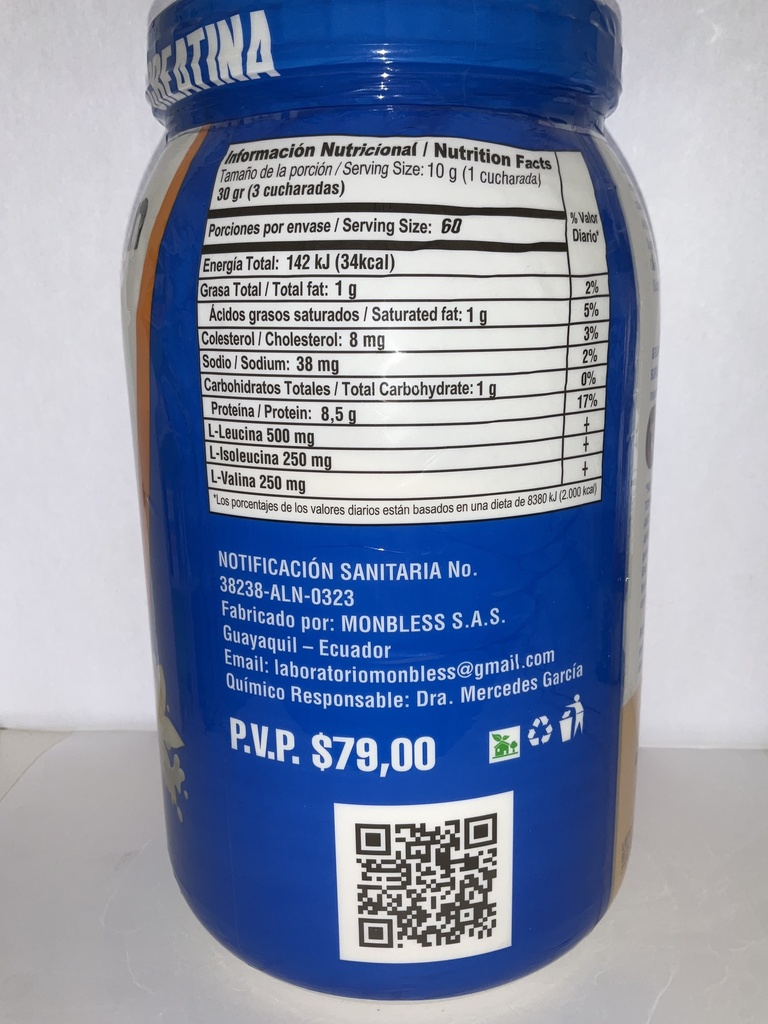 CREATINA
Información Nutricional / Nutrition Facts
Tamaño de la porción / Serving Size: 10 g (1 cucharada)
30 gr (3 cucharadas)
Porciones por envase / Serving Size: 60
% Valor
Diario*
Energía Total: 142 kJ (34kcal)
Grasa Total / Total fat: 1 g 2%
Ácidos grasos saturados / Saturated fat: 1 g 5%
Colesterol / Cholesterol: 8 mg 3%
Sodio / Sodium: 38 mg 2%
Carbohidratos Totales / Total Carbohydrate: 1 g 0%
Proteína / Protein: 8,5 g 17%
L-Leucina 500 mg ‡
L-Isoleucina 250 mg ‡
L-Valina 250 mg ‡
*Los porcentajes de los valores diarios están basados en una dieta de 8380 kJ (2.000 kcal)
NOTIFICACIÓN SANITARIA No.
38238-ALN-0323
Fabricado por: MONBLESS S.A.S.
Guayaquil – Ecuador
Email: laboratoriomonbless@gmail.com
Químico Responsable: Dra. Mercedes García
P.V.P. $79,00